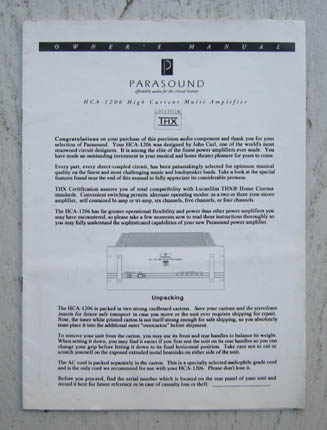 OWNER'S MANUAL
P
PARASOUND
affordable audio for the critical listener
HCA-1206 High Current Multi Amplifier
LUCASFILM
THX
Congratulations on your purchase of this precision audio component and thank you for your
selection of Parasound. Your HCA-1206 was designed by John Curl, one of the world's most
renowned circuit designers. It is among the elite of the finest power amplifiers ever made. You
have made an outstanding investment in your musical and home theater pleasure for years to come.
Every part, every direct-coupled circuit, has been painstakingly selected for optimum musical
quality on the most challenging music and loudspeaker loads. Take a look at the special
features found near the end of this manual to fully appreciate its considerable prowess.
THX Certification assures you of total compatibility with Lucasfilm THX® Home Cinema
standards. Convenient switching permits alternate operating modes: as a two or three zone stereo
amplifier, self contained bi-amp or tri-amp, six channels, five channels, or four channels.
The HCA-1206 has far greater operational flexibility and power than other power amplifiers you
may have encountered, so please take a few moments now to read these instructions thoroughly so
you may fully understand the sophisticated capabilities of your new Parasound power amplifier.
Unpacking
The HCA-1206 is packed in two strong cardboard cartons. Save your cartons and the styrofoam
inserts for future safe transport in case you move or the unit ever requires shipping for repair.
Note, the inner white printed carton is not itself strong enough for safe shipping, so you absolutely
must place it into the additional outer "overcarton" before shipment.
To remove your unit from the carton, you may use its front and rear handles to balance its weight.
When setting it down, you may find it easier if you first rest the unit on its rear handles so you can
change your grip before letting it down to its final horizontal position. Take care not to cut or
scratch yourself on the exposed extruded metal heatsinks on either side of the unit.
The AC cord is packed separately in the carton. This is a specially selected audiophile grade cord
and is the only cord we recommend for use with your HCA-1206. Please don't lose it.
Before you proceed, find the serial number which is located on the rear panel of your unit and
record it here for future reference or in case of casualty loss or theft: